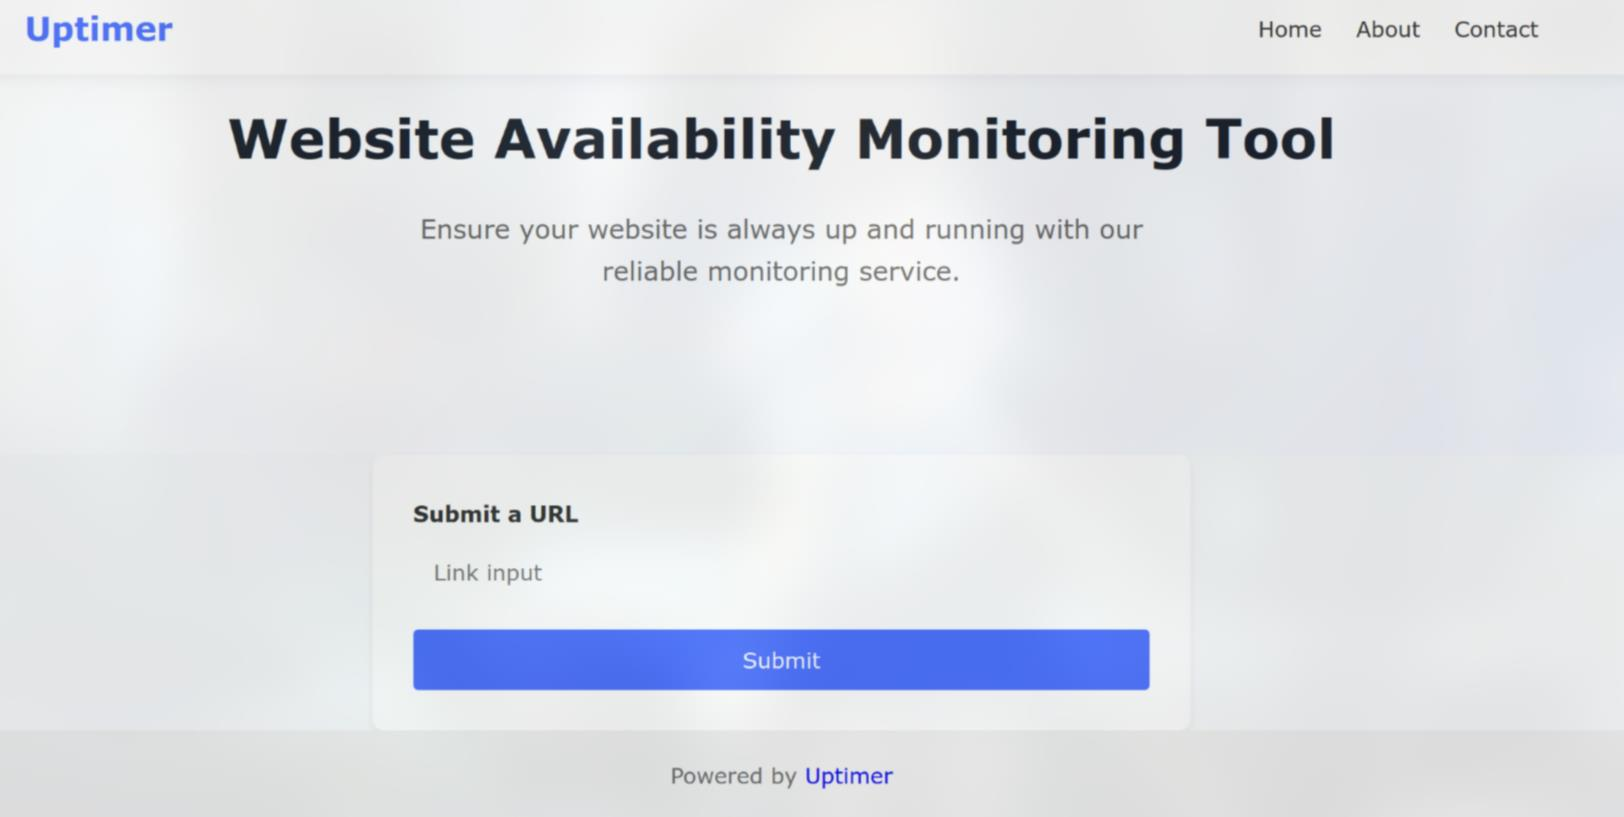 Uptimer
Home
About
Contact
Website Availability Monitoring Tool
Ensure your website is always up and running with our
reliable monitoring service.
Submit a URL
Link input
Submit
Powered by Uptimer